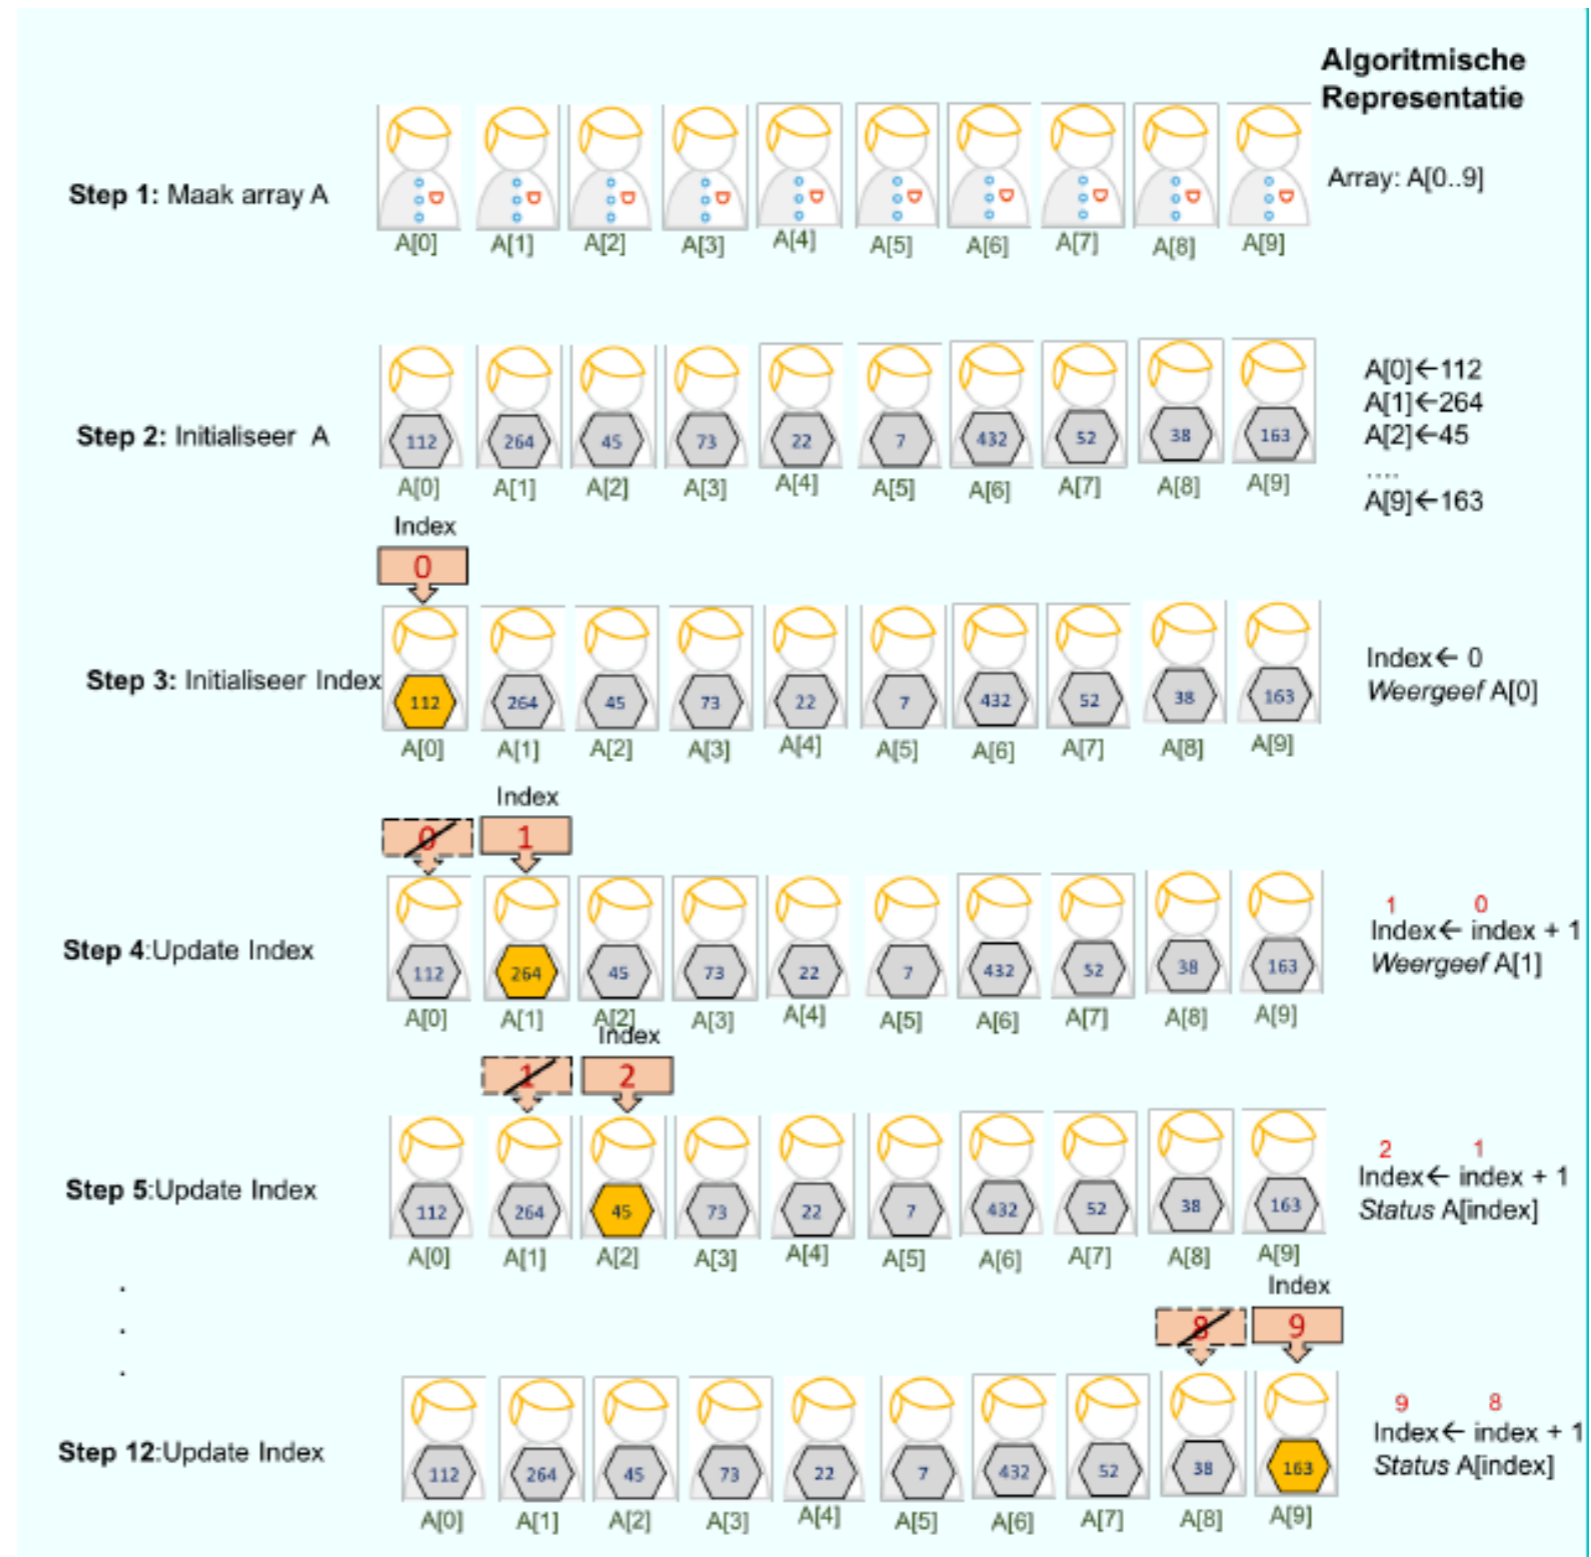 Algoritmische
Representatie
Step 1: Maak array A
Array: A[0..9]
A[0] A[1] A[2] A[3] A[4] A[5] A[6] A[7] A[8] A[9]
Step 2: Initialiseer A
112 264 45 73 22 7 432 52 38 163
A[0] A[1] A[2] A[3] A[4] A[5] A[6] A[7] A[8] A[9]
A[0]←112
A[1]←264
A[2]←45
....
A[9]←163
Index
0
Step 3: Initialiseer Index
112 264 45 73 22 7 432 52 38 163
A[0] A[1] A[2] A[3] A[4] A[5] A[6] A[7] A[8] A[9]
Index← 0
Weergeef A[0]
Index
0 1
Step 4:Update Index
112 264 45 73 22 7 432 52 38 163
A[0] A[1] A[2] A[3] A[4] A[5] A[6] A[7] A[8] A[9]
1 0
Index← index + 1
Weergeef A[1]
Index
1 2
Step 5:Update Index
112 264 45 73 22 7 432 52 38 163
A[0] A[1] A[2] A[3] A[4] A[5] A[6] A[7] A[8] A[9]
2 1
Index← index + 1
Status A[index]
.
.
.
Index
8 9
Step 12:Update Index
112 264 45 73 22 7 432 52 38 163
A[0] A[1] A[2] A[3] A[4] A[5] A[6] A[7] A[8] A[9]
9 8
Index← index + 1
Status A[index]